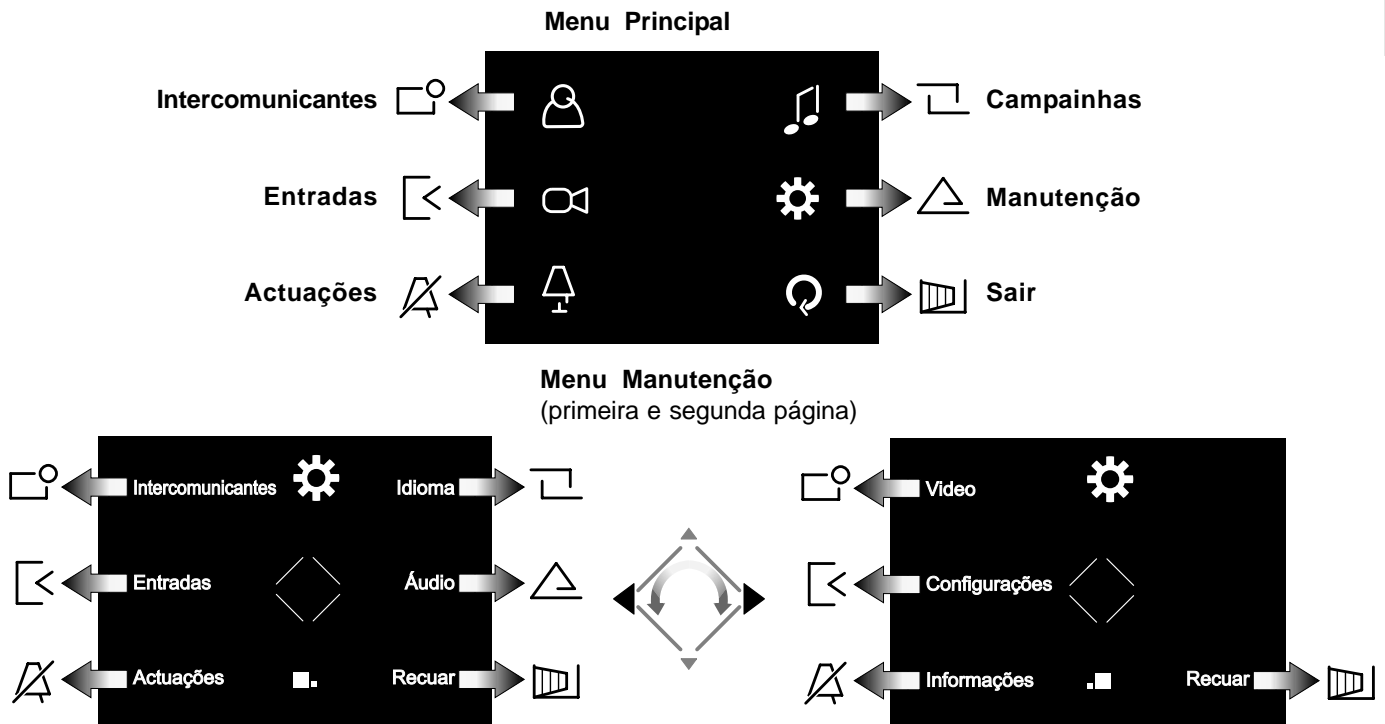 Menu Principal
Intercomunicantes
Campainhas
Entradas
Manutenção
Actuações
Sair
Menu Manutenção
(primeira e segunda página)
Intercomunicantes
Idioma
Entradas
Áudio
Actuações
Recuar
Video
Configurações
Informações
Recuar